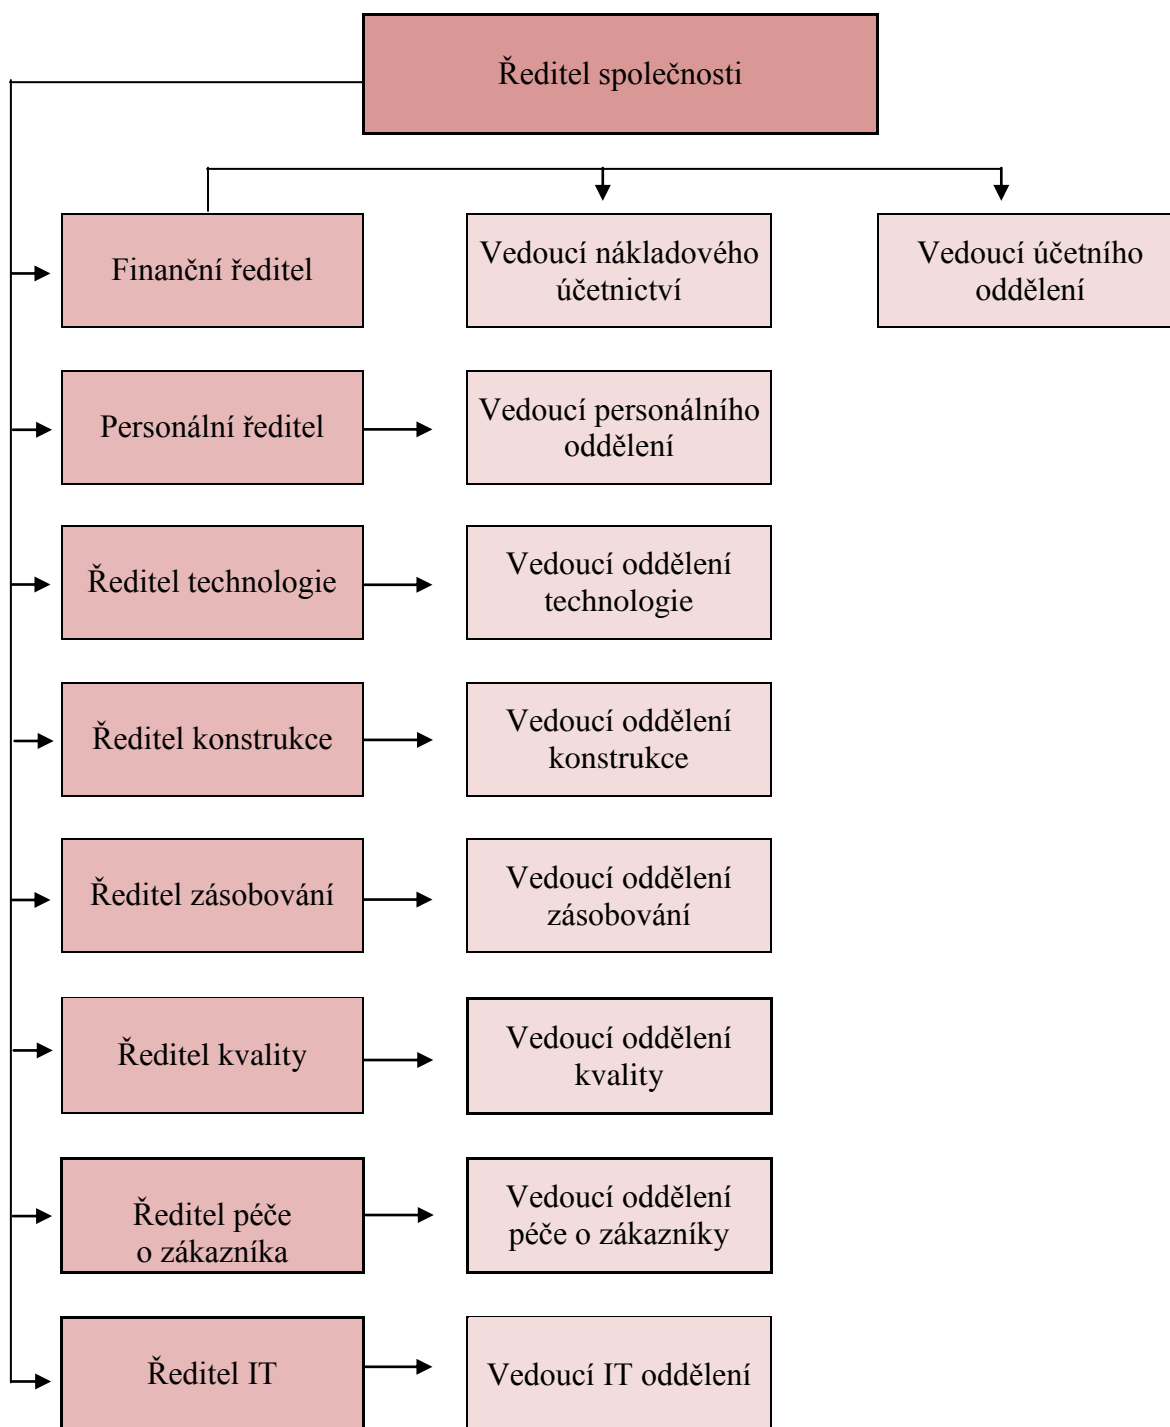 Ředitel společnosti
Finanční ředitel
Vedoucí nákladového
účetnictví
Vedoucí účetního
oddělení
Personální ředitel
Vedoucí personálního
oddělení
Ředitel technologie
Vedoucí oddělení
technologie
Ředitel konstrukce
Vedoucí oddělení
konstrukce
Ředitel zásobování
Vedoucí oddělení
zásobování
Ředitel kvality
Vedoucí oddělení
kvality
Ředitel péče
o zákazníka
Vedoucí oddělení
péče o zákazníky
Ředitel IT
Vedoucí IT oddělení